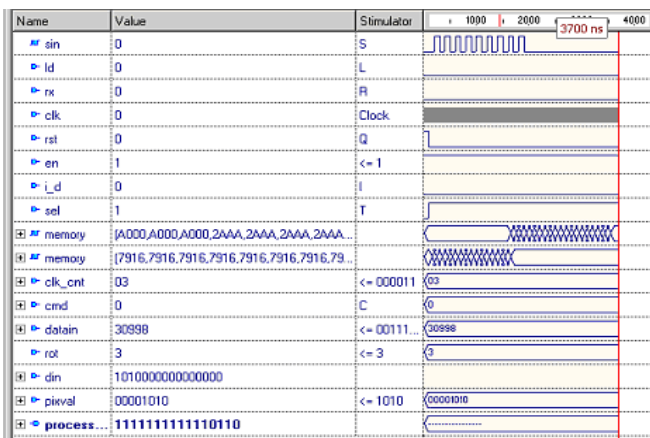 Name Value Stimulator 1000 2000 4000
3700 ns
sin 0 S
ld 0 L
rx 0 R
clk 0 Clock
rst 0 Q
en 1 <= 1
i_d 0 I
sel 1 T
memory [A000,A000,A000,2AAA,2AAA,2AAA,2AAA...
memory [7916,7916,7916,7916,7916,7916,7916,79...
clk_cnt 03 <= 000011 03
cmd 0 C 0
datain 30998 <= 00111... 30998
rot 3 <= 3 3
din 1010000000000000
pixval 00001010 <= 1010 00001010
process... 1111111111110110